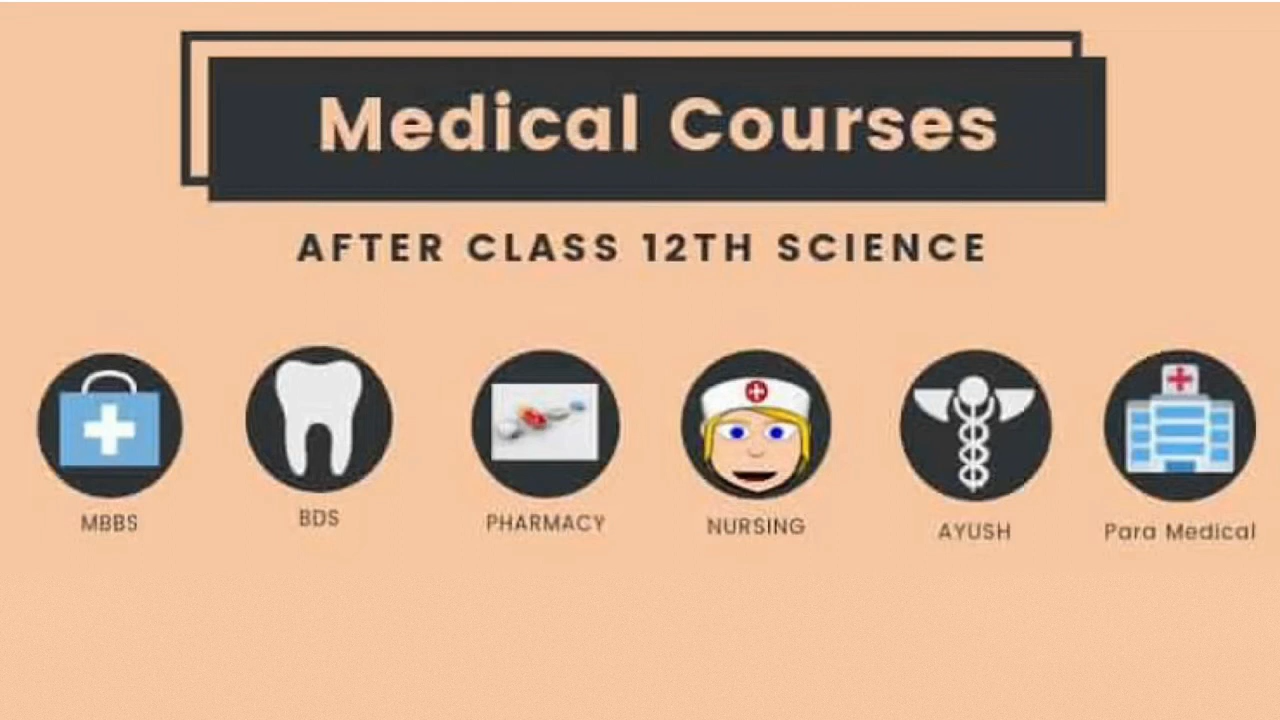 Medical Courses
AFTER CLASS 12TH SCIENCE
MBBS
BDS
PHARMACY
NURSING
AYUSH
Para Medical